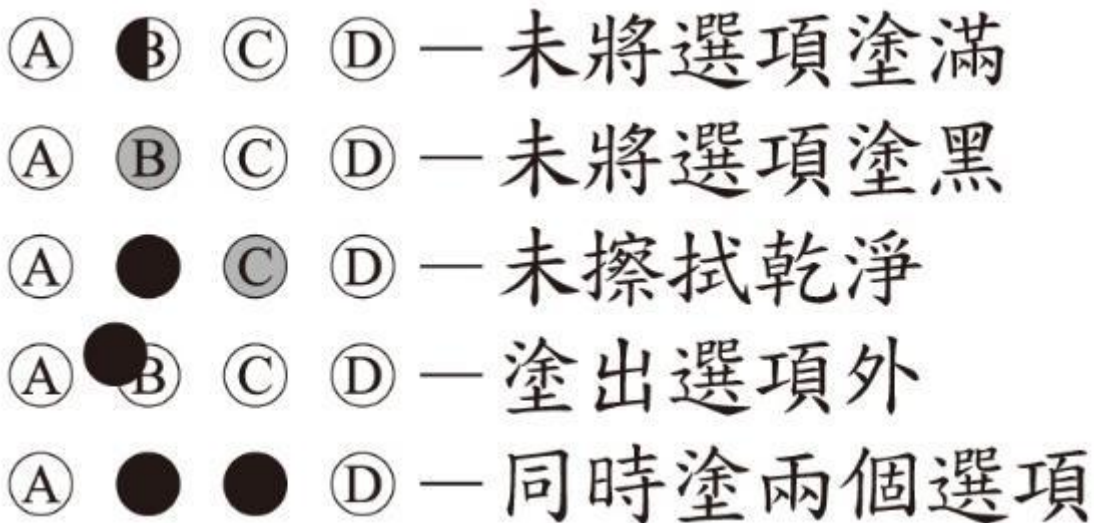 Ⓐ Ⓑ Ⓒ Ⓓ — 未將選項塗滿
Ⓐ Ⓑ Ⓒ Ⓓ — 未將選項塗黑
Ⓐ ● Ⓒ Ⓓ — 未擦拭乾淨
Ⓐ Ⓑ Ⓒ Ⓓ — 塗出選項外
Ⓐ ● ● Ⓓ — 同時塗兩個選項